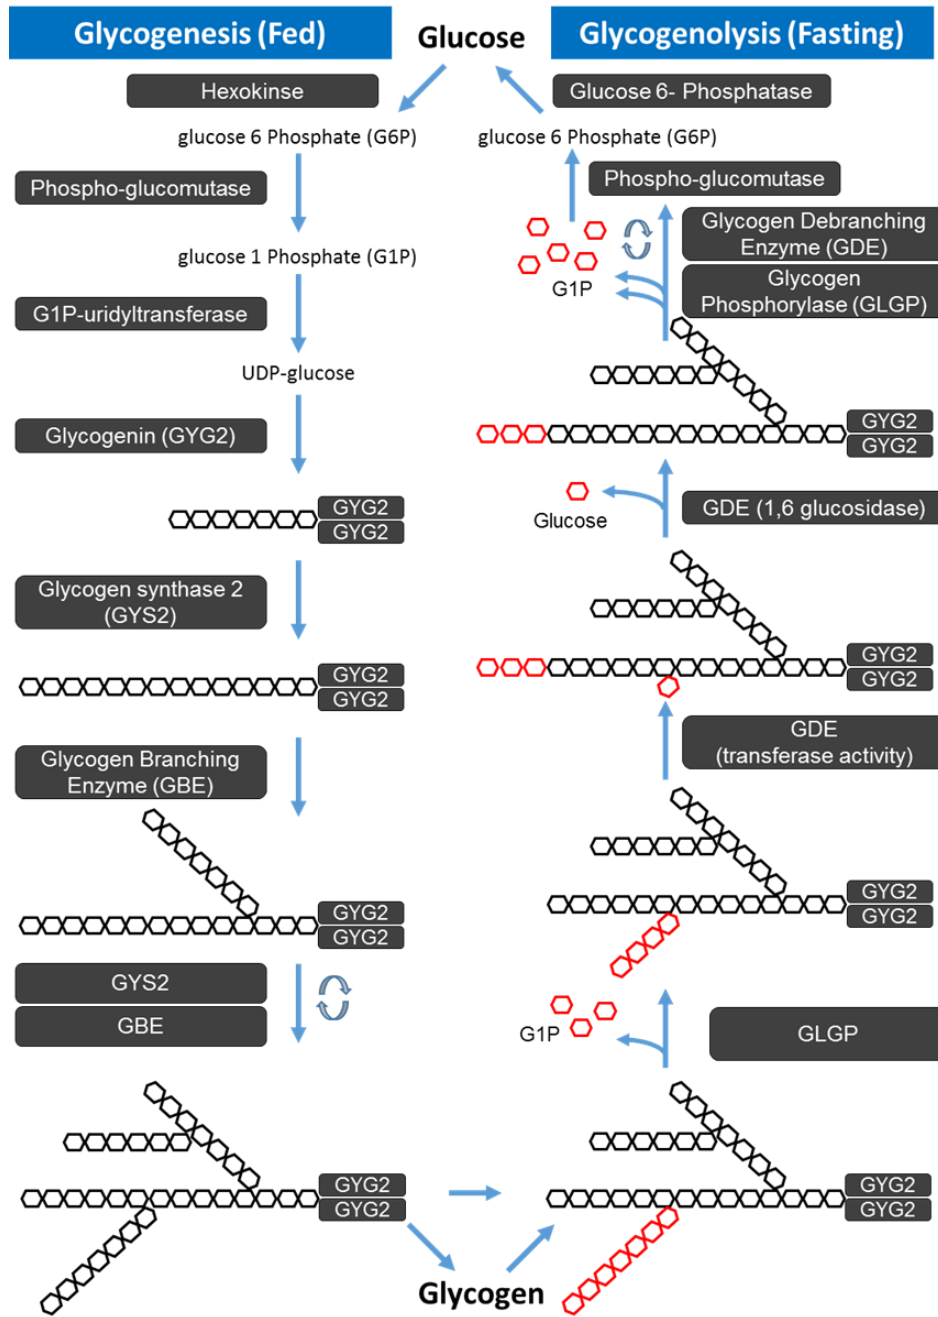 Glycogenesis (Fed)
Glucose
Glycogenolysis (Fasting)
Hexokinse
glucose 6 Phosphate (G6P)
Phospho-glucomutase
glucose 1 Phosphate (G1P)
G1P-uridyltransferase
UDP-glucose
Glycogenin (GYG2)
GYG2
GYG2
Glycogen synthase 2
(GYS2)
GYG2
GYG2
Glycogen Branching
Enzyme (GBE)
GYG2
GYG2
GYS2
GBE
GYG2
GYG2
Glycogen
Glucose 6- Phosphatase
glucose 6 Phosphate (G6P)
Phospho-glucomutase
Glycogen Debranching
Enzyme (GDE)
G1P
Glycogen
Phosphorylase (GLGP)
GYG2
GYG2
Glucose
GDE (1,6 glucosidase)
GYG2
GYG2
GDE
(transferase activity)
GYG2
GYG2
G1P
GLGP
GYG2
GYG2